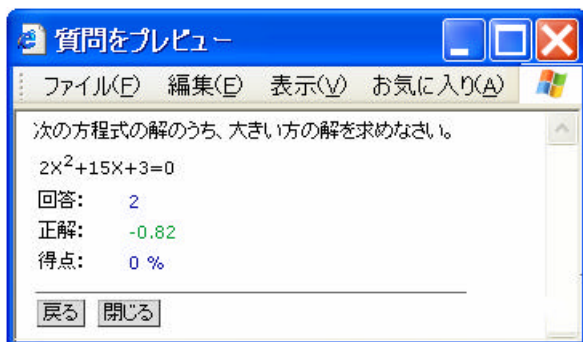 質問をプレビュー
ファイル(F) 編集(E) 表示(V) お気に入り(A)
次の方程式の解のうち、大きい方の解を求めなさい。
2X²+15X+3=0
回答: 2
正解: -0.82
得点: 0 %
戻る 閉じる